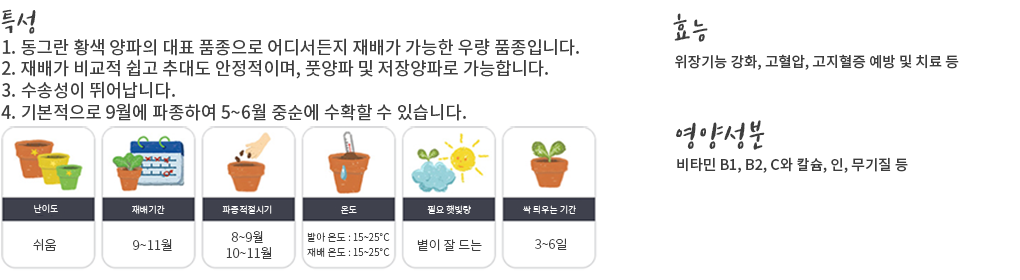 특성
1. 동그란 황색 양파의 대표 품종으로 어디서든지 재배가 가능한 우량 품종입니다.
2. 재배가 비교적 쉽고 추대도 안정적이며, 풋양파 및 저장양파로 가능합니다.
3. 수송성이 뛰어납니다.
4. 기본적으로 9월에 파종하여 5~6월 중순에 수확할 수 있습니다.
난이도
쉬움
재배기간
9~11월
파종적절시기
8~9월
10~11월
온도
발아 온도 : 15~25°C
재배 온도 : 15~25°C
필요 햇빛량
볕이 잘 드는
싹 틔우는 기간
3~6일
효능
위장기능 강화, 고혈압, 고지혈증 예방 및 치료 등
영양성분
비타민 B1, B2, C와 칼슘, 인, 무기질 등